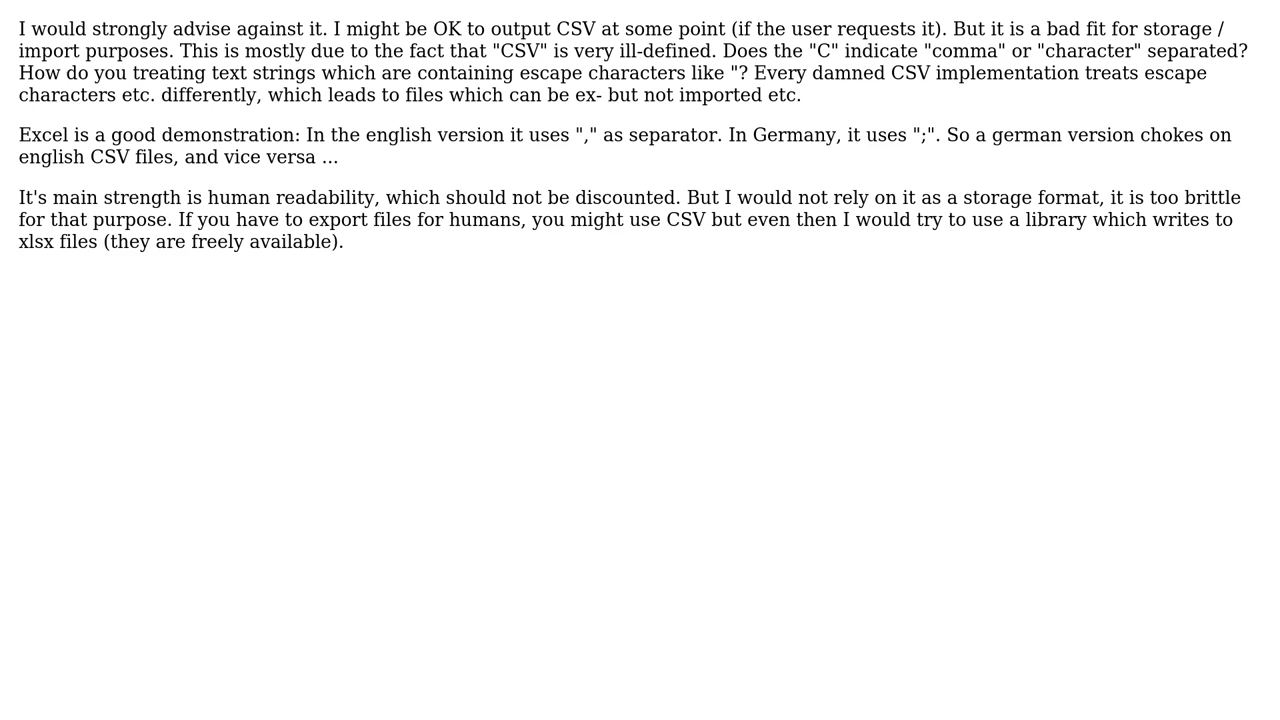 I would strongly advise against it. I might be OK to output CSV at some point (if the user requests it). But it is a bad fit for storage /
import purposes. This is mostly due to the fact that "CSV" is very ill-defined. Does the "C" indicate "comma" or "character" separated?
How do you treating text strings which are containing escape characters like "? Every damned CSV implementation treats escape
characters etc. differently, which leads to files which can be ex- but not imported etc.
Excel is a good demonstration: In the english version it uses "," as separator. In Germany, it uses ";". So a german version chokes on
english CSV files, and vice versa ...
It's main strength is human readability, which should not be discounted. But I would not rely on it as a storage format, it is too brittle
for that purpose. If you have to export files for humans, you might use CSV but even then I would try to use a library which writes to
xlsx files (they are freely available).